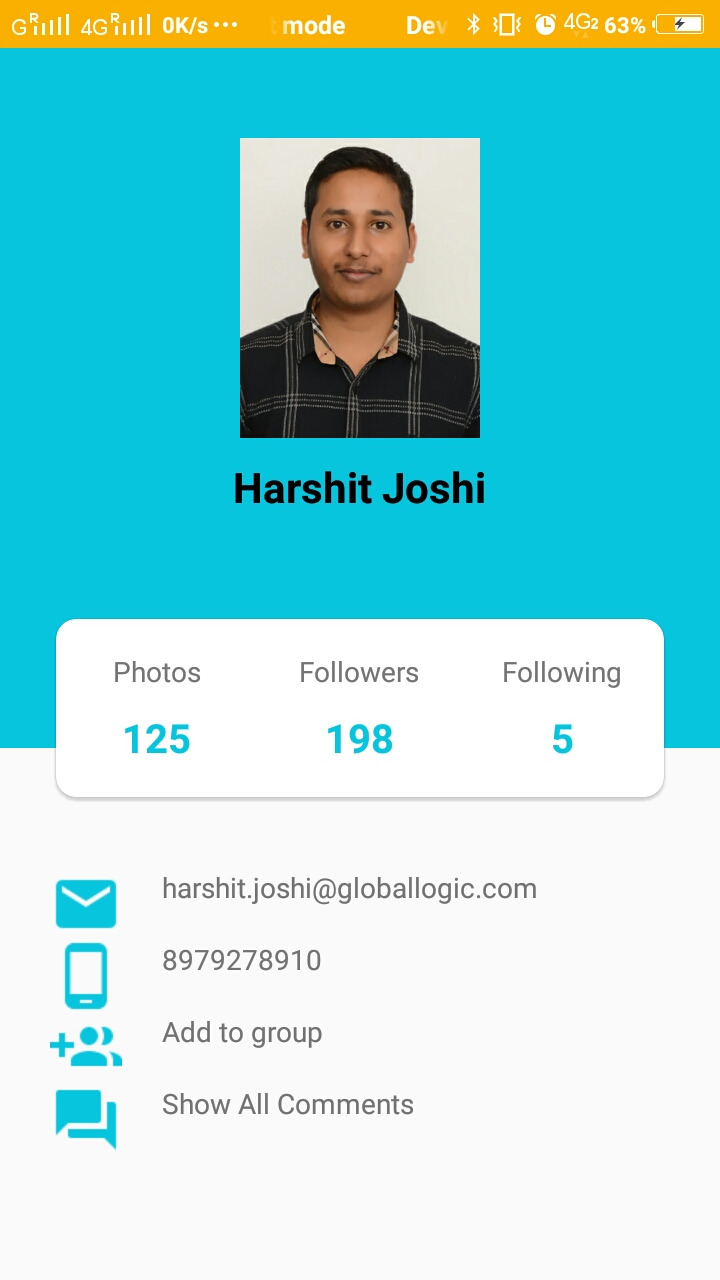 G R 4G R 0K/s ... mode Dev 4G2 63%
Harshit Joshi
Photos Followers Following
125 198 5
harshit.joshi@globallogic.com
8979278910
Add to group
Show All Comments